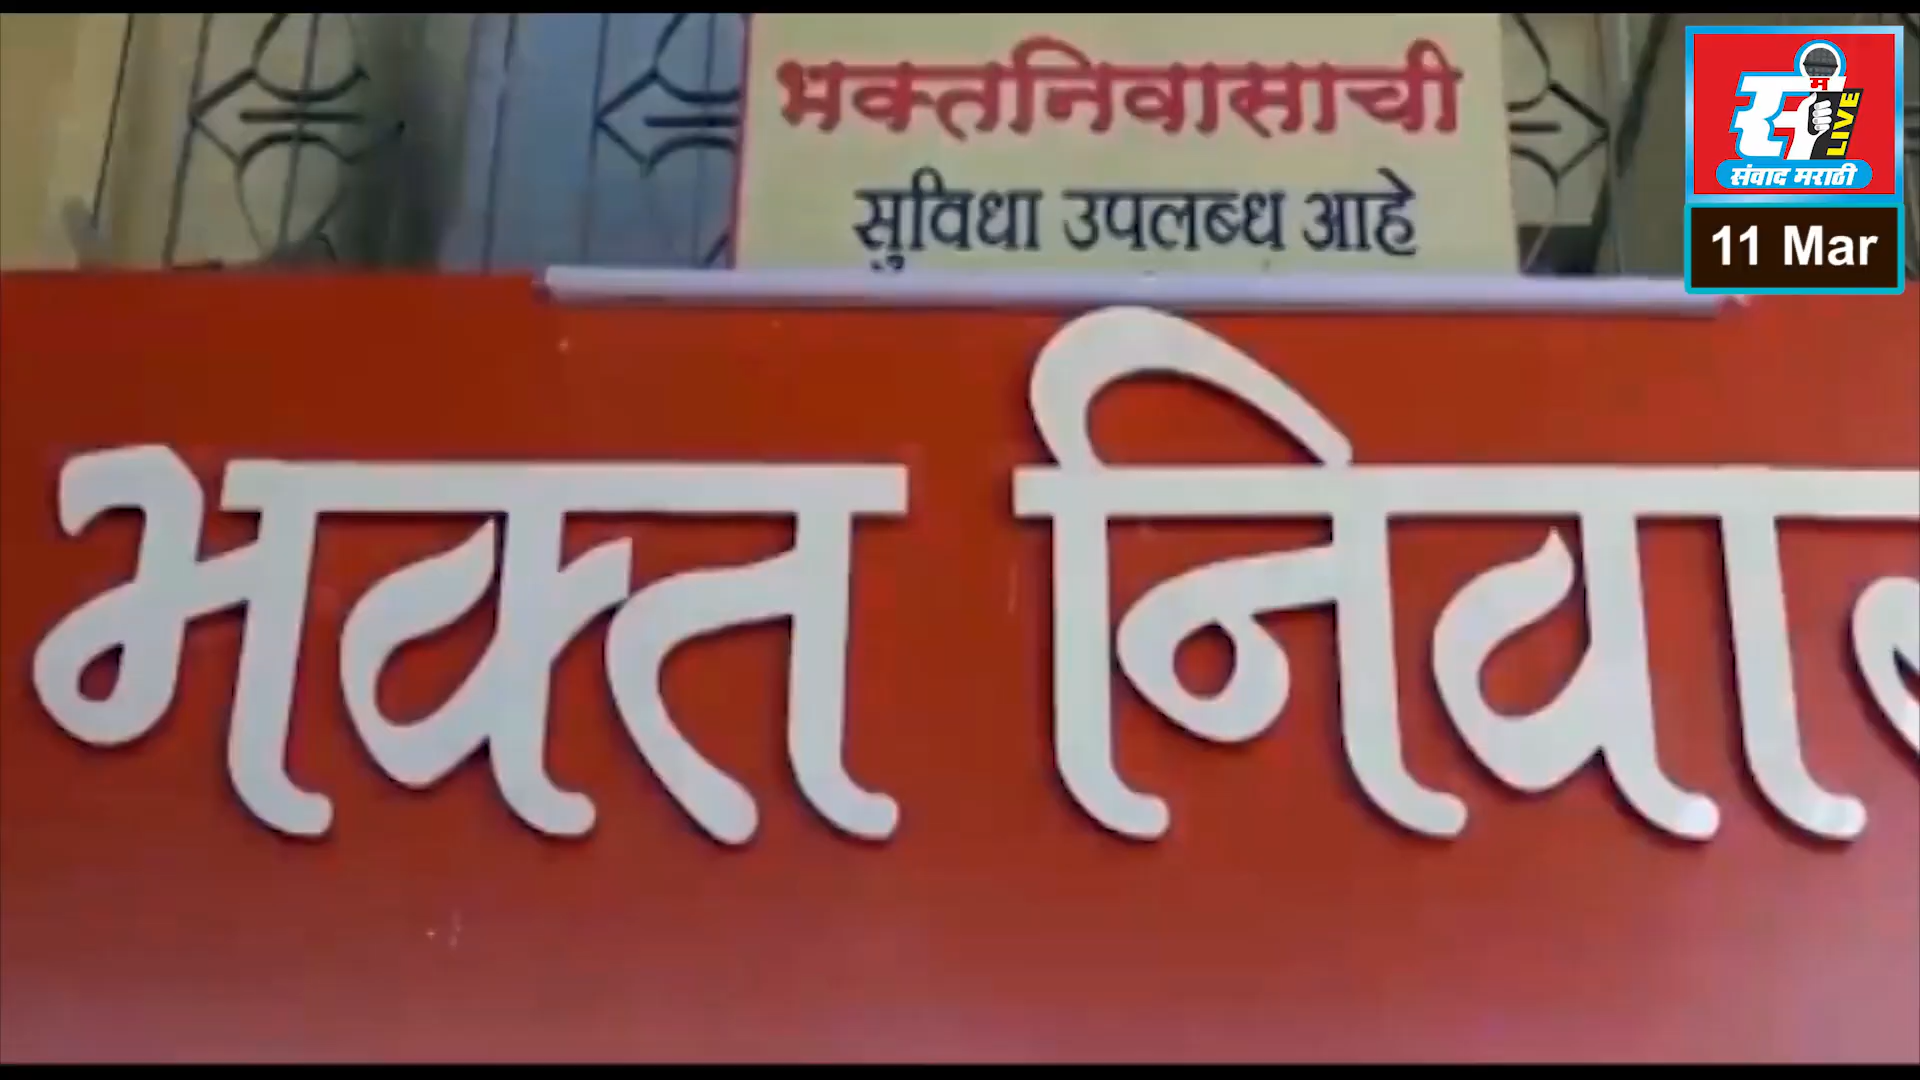 भक्तनिवासाची
सुविधा उपलब्ध आहे
स
म
LIVE
संवाद मराठी
11 Mar
भक्त निवा